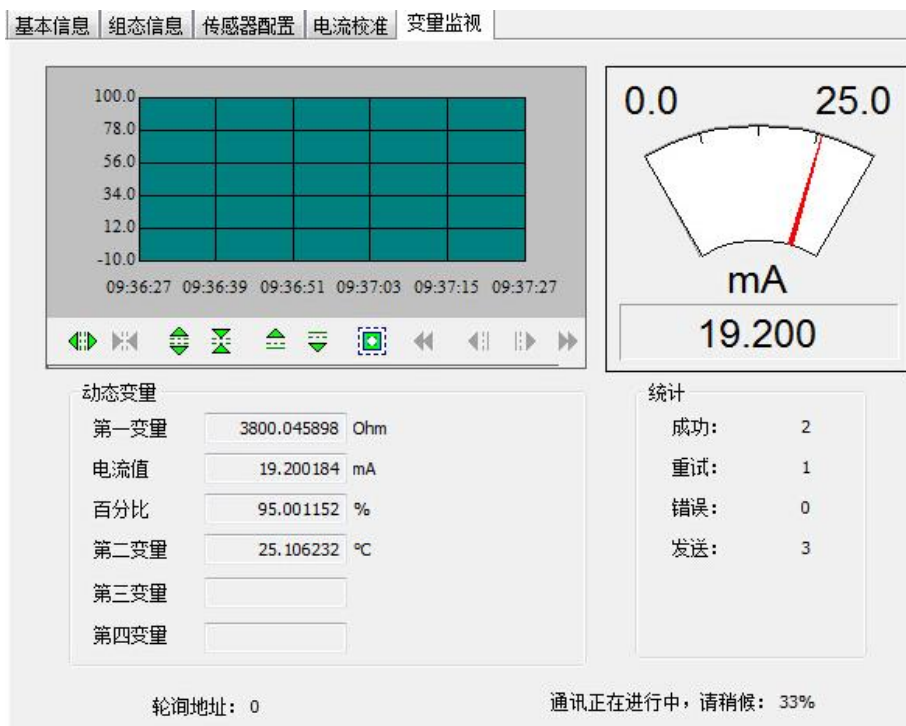 基本信息 组态信息 传感器配置 电流校准 变量监视
100.0
78.0
56.0
34.0
12.0
-10.0
09:36:27 09:36:39 09:36:51 09:37:03 09:37:15 09:37:27
0.0 25.0
mA
19.200
动态变量
第一变量 3800.045898 Ohm
电流值 19.200184 mA
百分比 95.001152 %
第二变量 25.106232 ℃
第三变量
第四变量
统计
成功: 2
重试: 1
错误: 0
发送: 3
轮询地址: 0
通讯正在进行中，请稍候: 33%